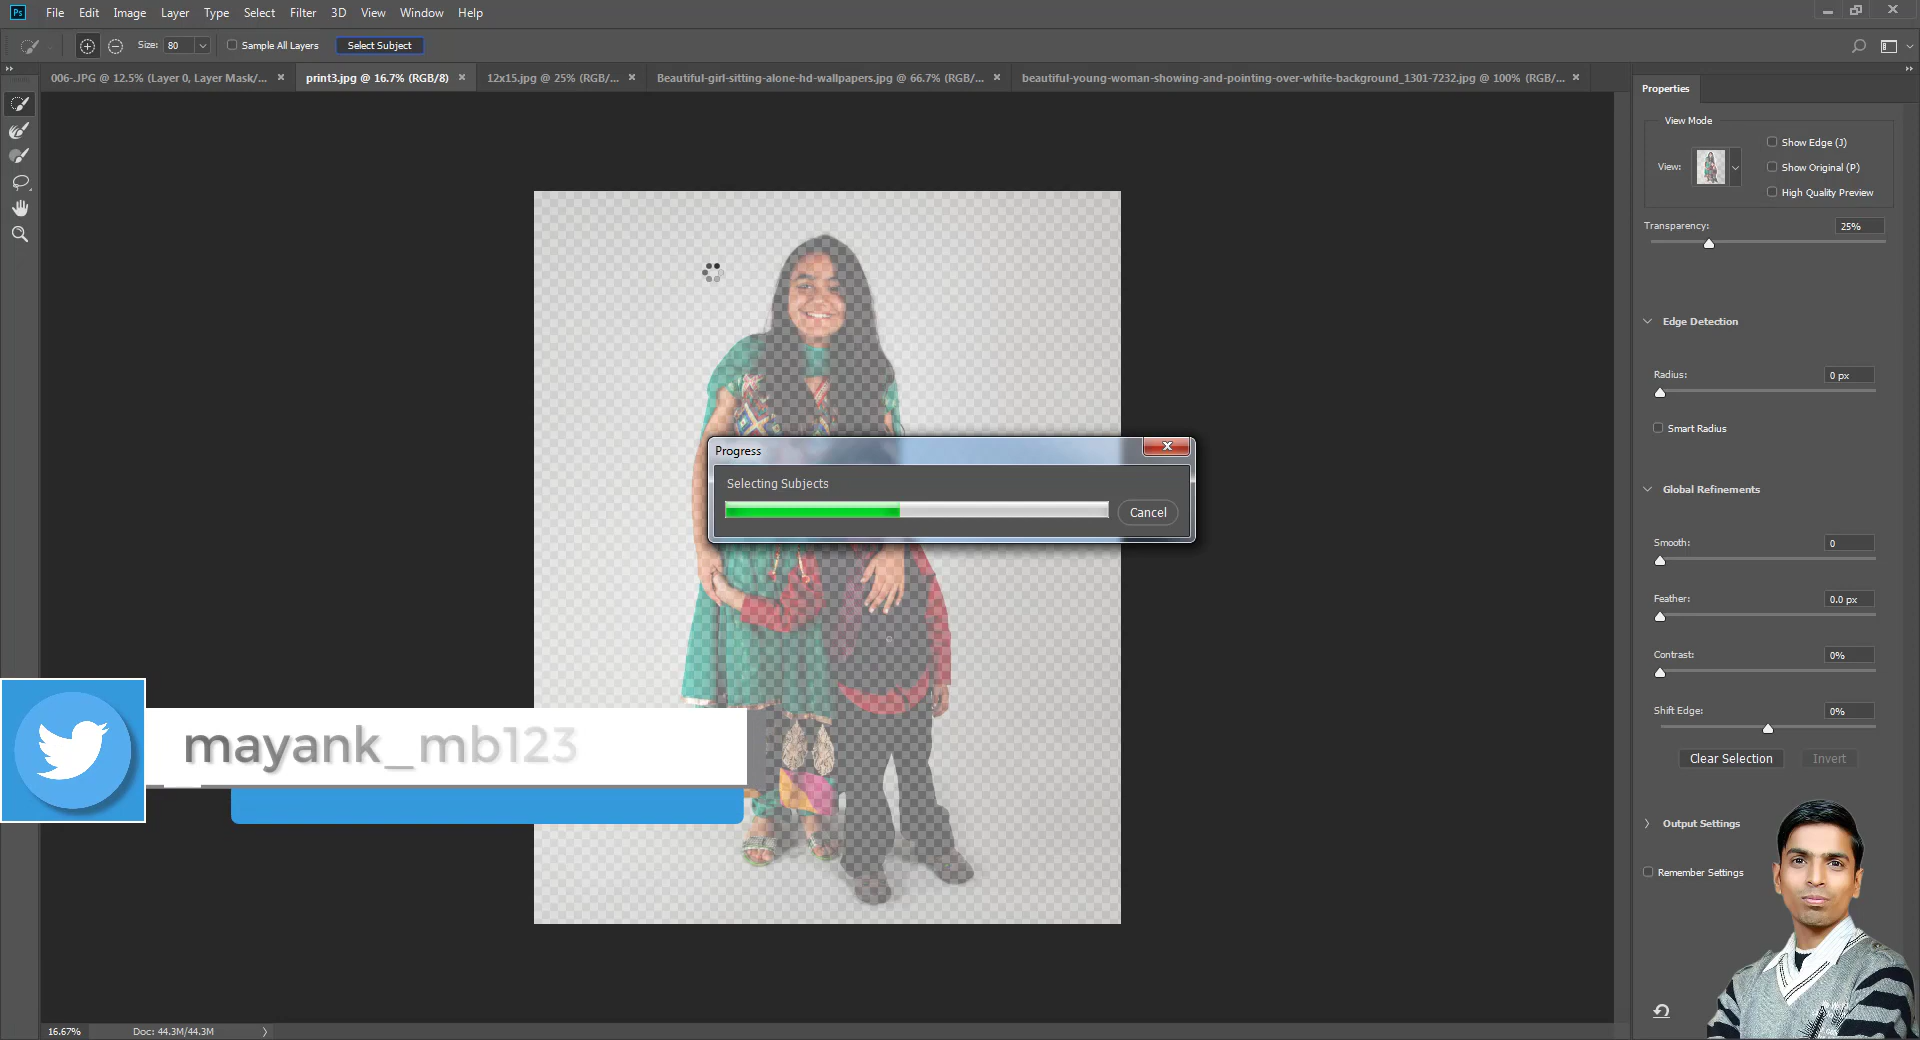 Ps File Edit Image Layer Type Select Filter 3D View Window Help
Size: 80 Sample All Layers Select Subject
006-.JPG @ 12.5% (Layer 0, Layer Mask/... × print3.jpg @ 16.7% (RGB/8) × 12x15.jpg @ 25% (RGB/... × Beautiful-girl-sitting-alone-hd-wallpapers.jpg @ 66.7% (RGB/... × beautiful-young-woman-showing-and-pointing-over-white-background_1301-7232.jpg @ 100% (RGB/... ×
Properties
View Mode
Show Edge (J)
View: Show Original (P)
High Quality Preview
Transparency: 25%
Edge Detection
Radius: 0 px
Smart Radius
Progress
Selecting Subjects
Cancel
Global Refinements
Smooth: 0
Feather: 0.0 px
Contrast: 0%
Shift Edge: 0%
Clear Selection Invert
mayank_mb123
Output Settings
Remember Settings
16.67% Doc: 44.3M/44.3M